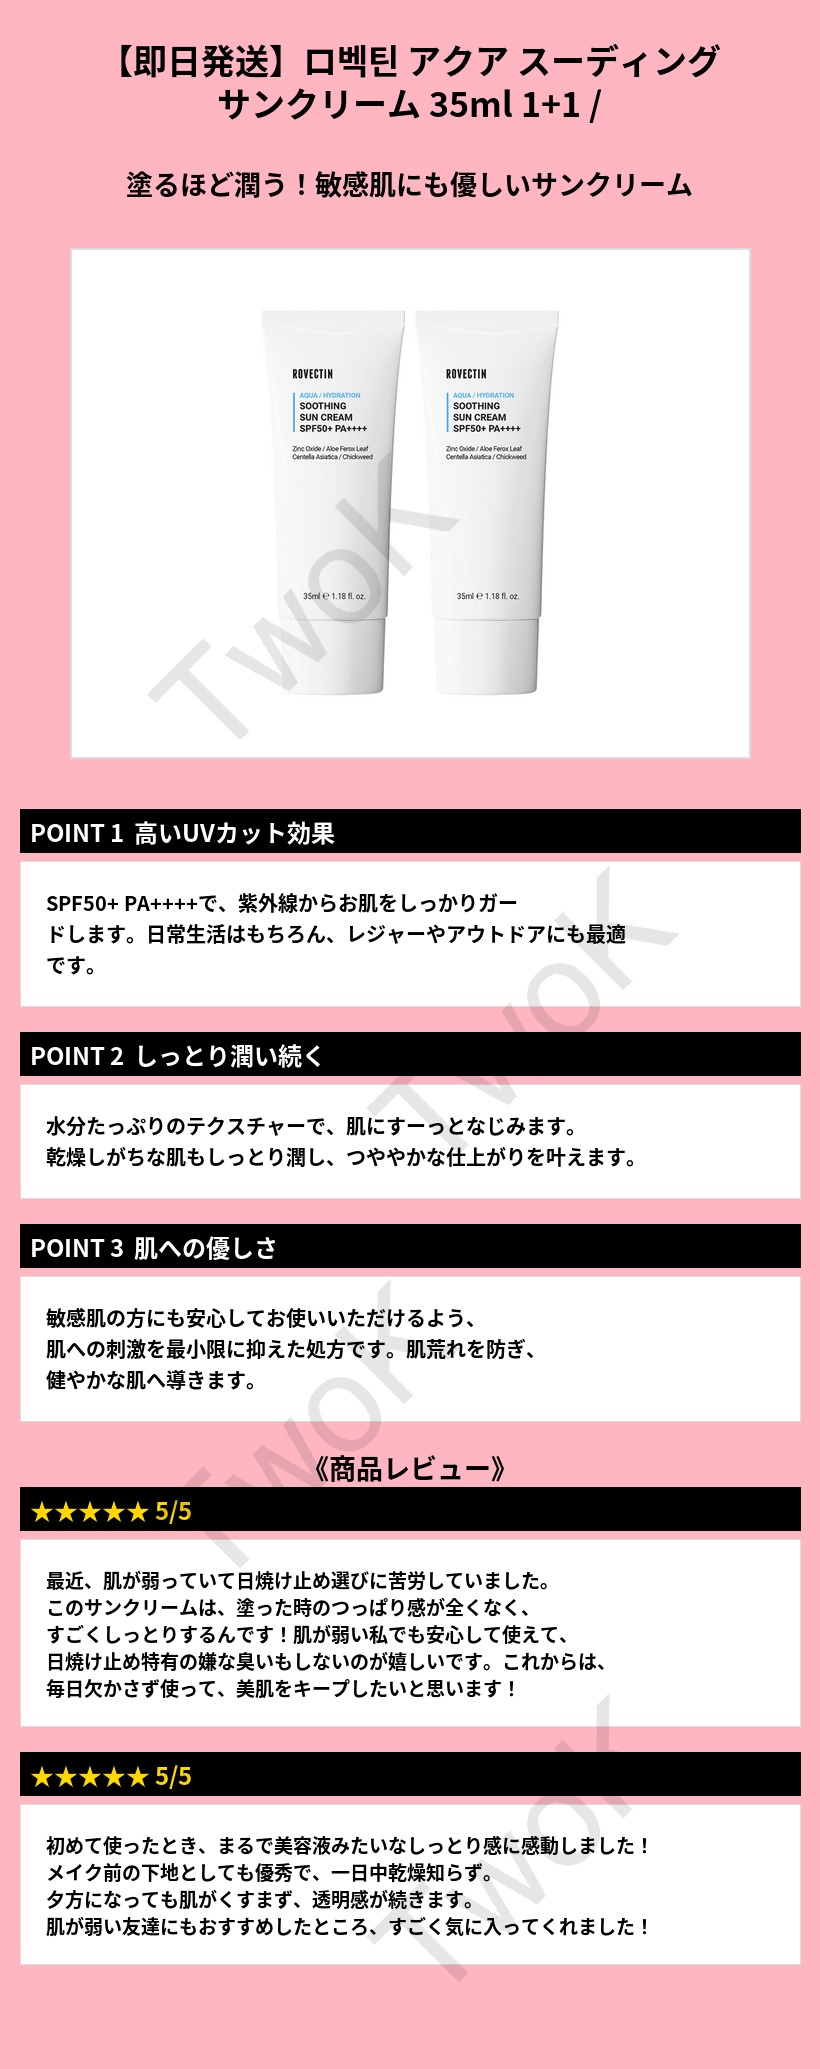 【即日発送】로벡틴 アクア スーディング
サンクリーム 35ml 1+1 /
塗るほど潤う！敏感肌にも優しいサンクリーム
ROVECTIN
AQUA / HYDRATION
SOOTHING
SUN CREAM
SPF50+ PA++++
Zinc Oxide / Aloe Ferox Leaf
Centella Asiatica / Chickweed
35ml ℮ 1.18 fl. oz.
ROVECTIN
AQUA / HYDRATION
SOOTHING
SUN CREAM
SPF50+ PA++++
Zinc Oxide / Aloe Ferox Leaf
Centella Asiatica / Chickweed
35ml ℮ 1.18 fl. oz.
TwoK
POINT 1 高いUVカット効果
SPF50+ PA++++で、紫外線からお肌をしっかりガー
ドします。日常生活はもちろん、レジャーやアウトドアにも最適
です。
TwoK
POINT 2 しっとり潤い続く
水分たっぷりのテクスチャーで、肌にすーっとなじみます。
乾燥しがちな肌もしっとり潤し、つややかな仕上がりを叶えます。
POINT 3 肌への優しさ
敏感肌の方にも安心してお使いいただけるよう、
肌への刺激を最小限に抑えた処方です。肌荒れを防ぎ、
健やかな肌へ導きます。
TwoK
《商品レビュー》
★★★★★ 5/5
最近、肌が弱っていて日焼け止め選びに苦労していました。
このサンクリームは、塗った時のつっぱり感が全くなく、
すごくしっとりするんです！肌が弱い私でも安心して使えて、
日焼け止め特有の嫌な臭いもしないのが嬉しいです。これからは、
毎日欠かさず使って、美肌をキープしたいと思います！
★★★★★ 5/5
初めて使ったとき、まるで美容液みたいなしっとり感に感動しました！
メイク前の下地としても優秀で、一日中乾燥知らず。
夕方になっても肌がくすまず、透明感が続きます。
肌が弱い友達にもおすすめしたところ、すごく気に入ってくれました！
TwoK